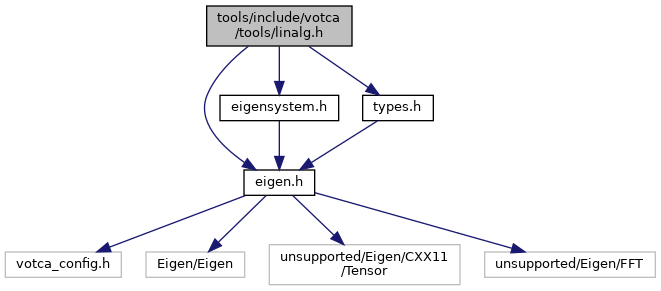 tools/include/votca
/tools/linalg.h
eigensystem.h
types.h
eigen.h
votca_config.h
Eigen/Eigen
unsupported/Eigen/CXX11
/Tensor
unsupported/Eigen/FFT